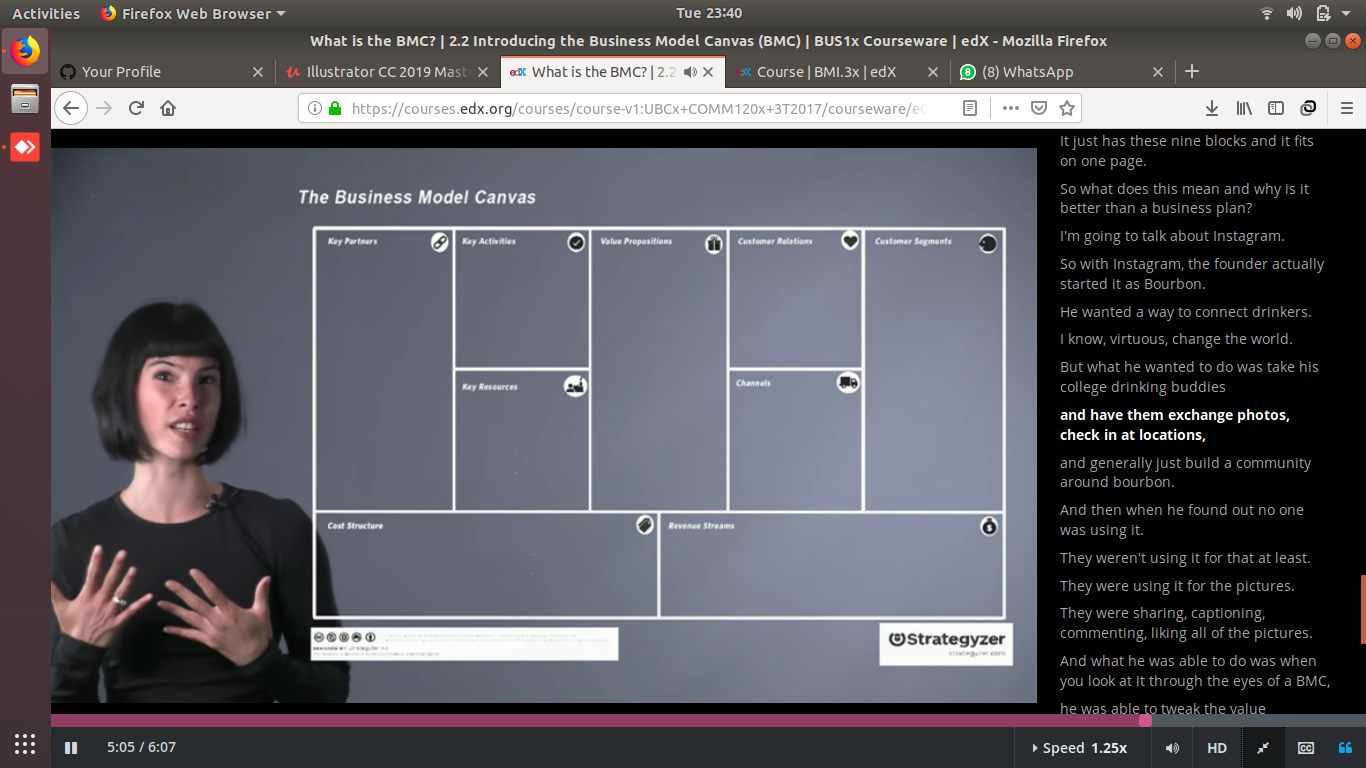 Activities
Firefox Web Browser
Tue 23:40
What is the BMC? | 2.2 Introducing the Business Model Canvas (BMC) | BUS1x Courseware | edX - Mozilla Firefox
Your Profile
Illustrator CC 2019 Mast
edX What is the BMC? | 2.2
edX Course | BMI.3x | edX
8 (8) WhatsApp
https://courses.edx.org/courses/course-v1:UBCx+COMM120x+3T2017/courseware/e
The Business Model Canvas
Key Partners
Key Activities
Value Propositions
Customer Relations
Customer Segments
Key Resources
Channels
Cost Structure
Revenue Streams
DESIGNED BY: Strategyzer AG
Strategyzer
strategyzer.com
It just has these nine blocks and it fits
on one page.
So what does this mean and why is it
better than a business plan?
I'm going to talk about Instagram.
So with Instagram, the founder actually
started it as Bourbon.
He wanted a way to connect drinkers.
I know, virtuous, change the world.
But what he wanted to do was take his
college drinking buddies
and have them exchange photos,
check in at locations,
and generally just build a community
around bourbon.
And then when he found out no one
was using it.
They weren't using it for that at least.
They were using it for the pictures.
They were sharing, captioning,
commenting, liking all of the pictures.
And what he was able to do was when
you look at it through the eyes of a BMC,
he was able to tweak the value
5:05 / 6:07
Speed 1.25x
HD
CC